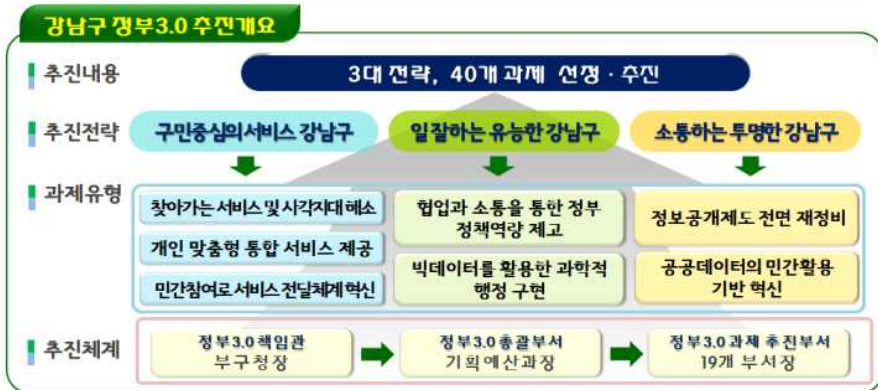 강남구 정부3.0 추진개요
추진내용
3대 전략, 40개 과제 선정·추진
추진전략
구민중심의서비스 강남구
일잘하는 유능한 강남구
소통하는 투명한 강남구
과제유형
찾아가는 서비스 및 사각지대 해소
개인 맞춤형 통합 서비스 제공
민간참여로 서비스 전달체계 혁신
협업과 소통을 통한 정부
정책역량 제고
빅데이터를 활용한 과학적
행정 구현
정보공개제도 전면 재정비
공공데이터의 민간활용
기반 혁신
추진체계
정부3.0 책임관
부구청장
정부3.0 총괄부서
기획예산과장
정부3.0 과제 추진부서
19개 부서장